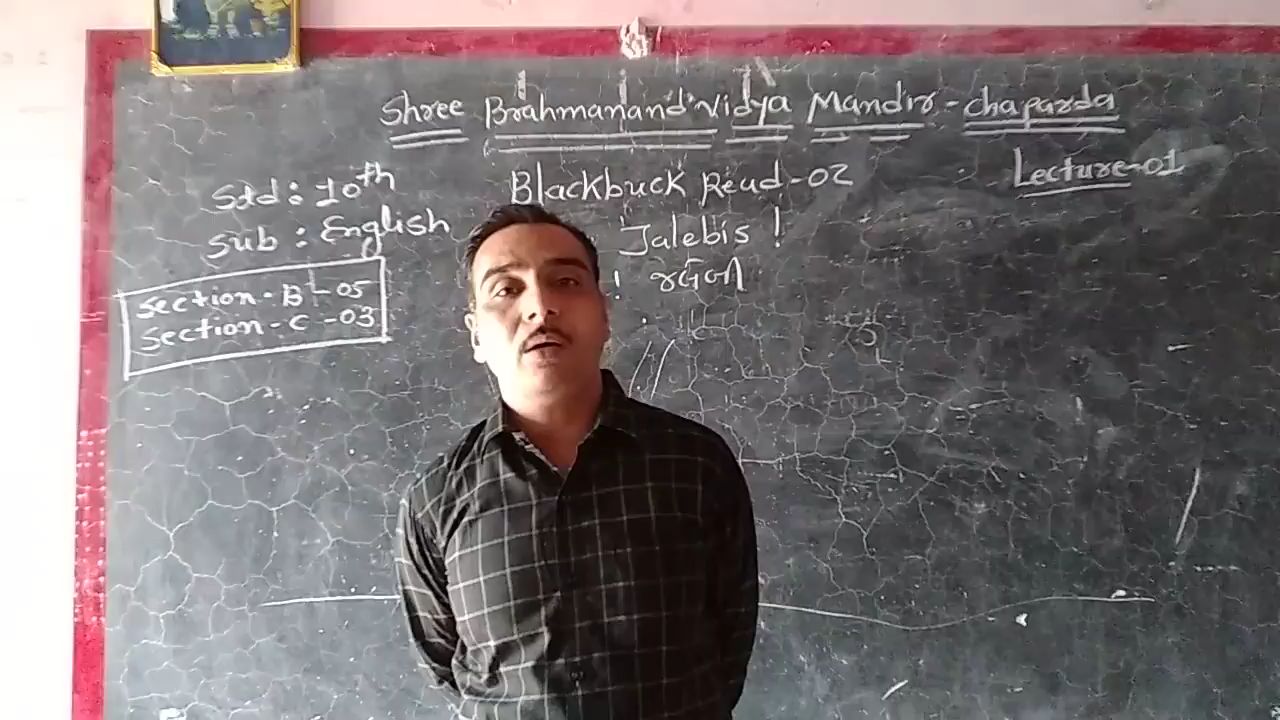 Shree Brahmanand Vidya Mandir - Chaparda
Lecture-01
Std : 10th
Sub : English
Section - B - 05
Section - C - 03
Blackbuck Read-02
Jalebis !
! જલેબી